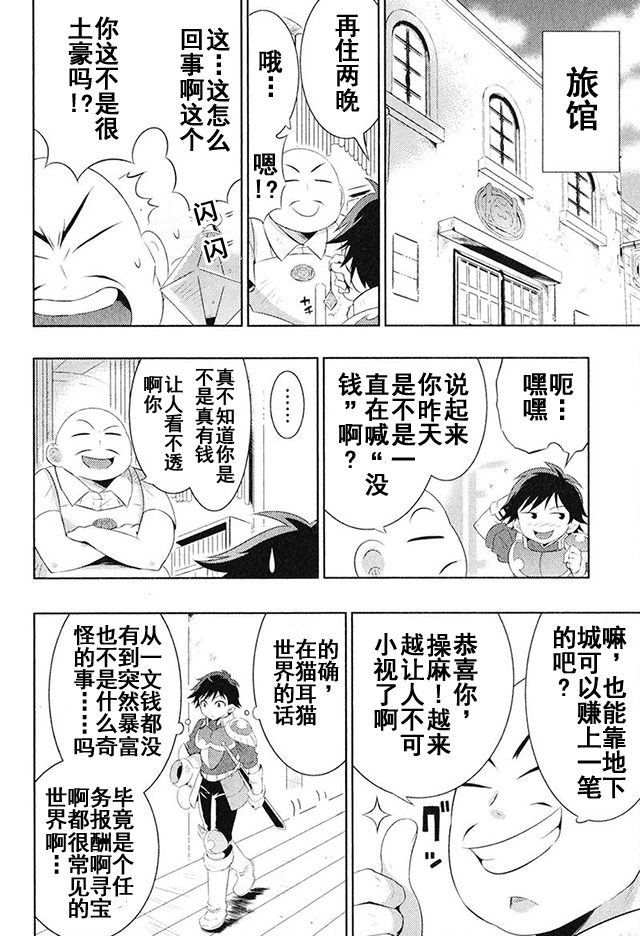 旅馆
再住两晚
哦…
嗯!?
这…这怎么
回事啊这个
你这不是很
土豪吗!?
闪
闪
呃…
嘿嘿
说起来
你昨天
是不是一
直在喊“没
钱”啊?
……
真不知道你是
不是真有钱
让人看不透
啊你
嘛，也能靠地下
城可以赚上一笔
的吧?
恭喜你，
操麻！越来
越让人不可
小视了啊
的确，
在猫耳猫
世界的话
从一文钱都没
有到突然暴富
也不是什么奇
怪的事……吗
毕竟是个任
务报酬啊寻宝
啊都很常见的
世界啊…